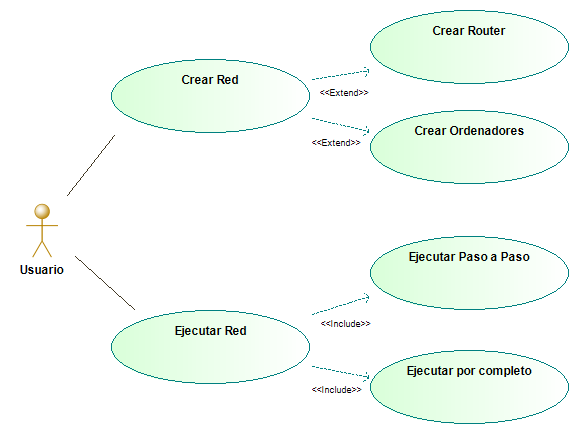 Crear Router
Crear Red
<<Extend>>
Crear Ordenadores
<<Extend>>
Usuario
Ejecutar Paso a Paso
Ejecutar Red
<<Include>>
Ejecutar por completo
<<Include>>